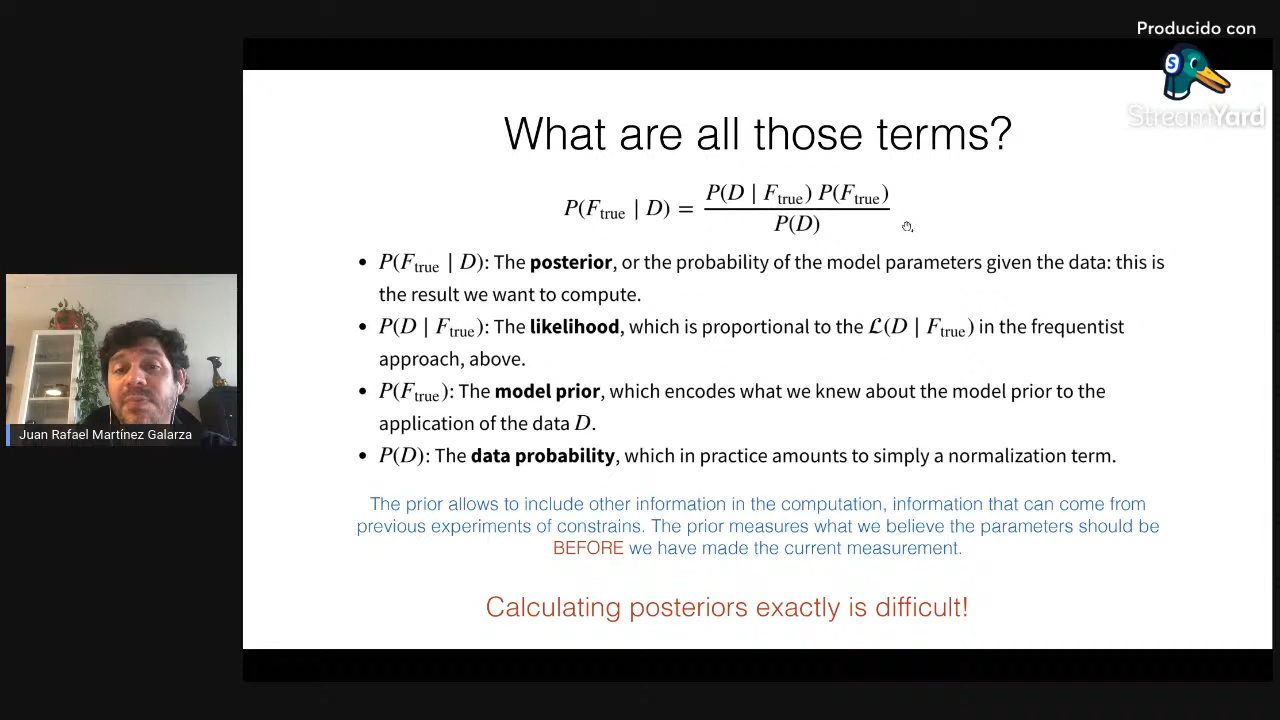 Producido con
S
StreamYard
What are all those terms?
P(F_true | D) = P(D | F_true) P(F_true) / P(D)
• P(F_true | D): The posterior, or the probability of the model parameters given the data: this is
the result we want to compute.
• P(D | F_true): The likelihood, which is proportional to the ℒ(D | F_true) in the frequentist
approach, above.
• P(F_true): The model prior, which encodes what we knew about the model prior to the
application of the data D.
• P(D): The data probability, which in practice amounts to simply a normalization term.
The prior allows to include other information in the computation, information that can come from
previous experiments of constrains. The prior measures what we believe the parameters should be
BEFORE we have made the current measurement.
Calculating posteriors exactly is difficult!
Juan Rafael Martínez Galarza